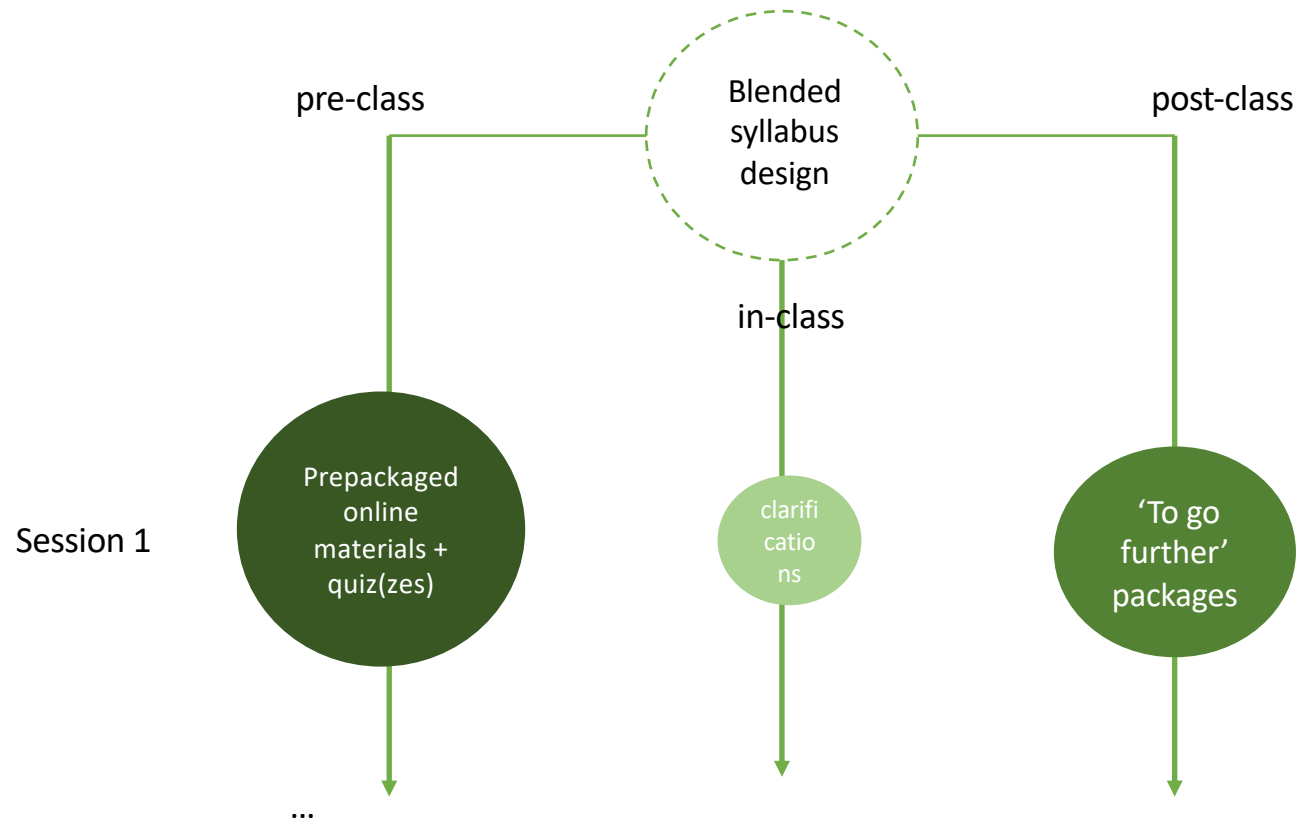 pre-class
Blended
syllabus
design
post-class
in-class
Session 1
Prepackaged
online
materials +
quiz(zes)
clarifi
catio
ns
‘To go
further’
packages
...